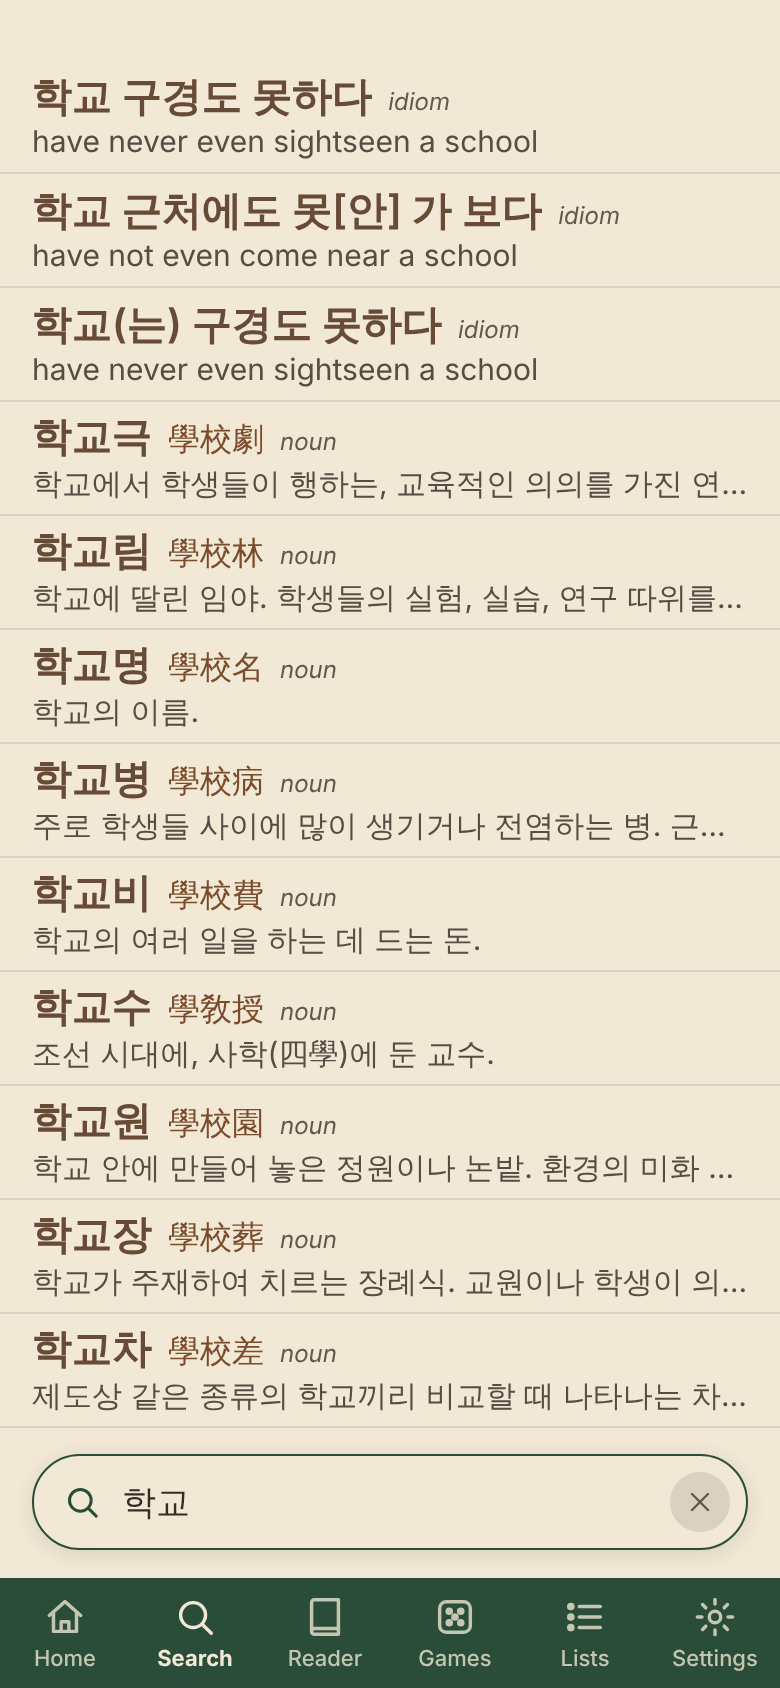 학교 구경도 못하다 idiom
have never even sightseen a school
학교 근처에도 못[안] 가 보다 idiom
have not even come near a school
학교(는) 구경도 못하다 idiom
have never even sightseen a school
학교극 學校劇 noun
학교에서 학생들이 행하는, 교육적인 의의를 가진 연...
학교림 學校林 noun
학교에 딸린 임야. 학생들의 실험, 실습, 연구 따위를...
학교명 學校名 noun
학교의 이름.
학교병 學校病 noun
주로 학생들 사이에 많이 생기거나 전염하는 병. 근...
학교비 學校費 noun
학교의 여러 일을 하는 데 드는 돈.
학교수 學敎授 noun
조선 시대에, 사학(四學)에 둔 교수.
학교원 學校園 noun
학교 안에 만들어 놓은 정원이나 논밭. 환경의 미화 ...
학교장 學校葬 noun
학교가 주재하여 치르는 장례식. 교원이나 학생이 의...
학교차 學校差 noun
제도상 같은 종류의 학교끼리 비교할 때 나타나는 차...
학교
Home Search Reader Games Lists Settings